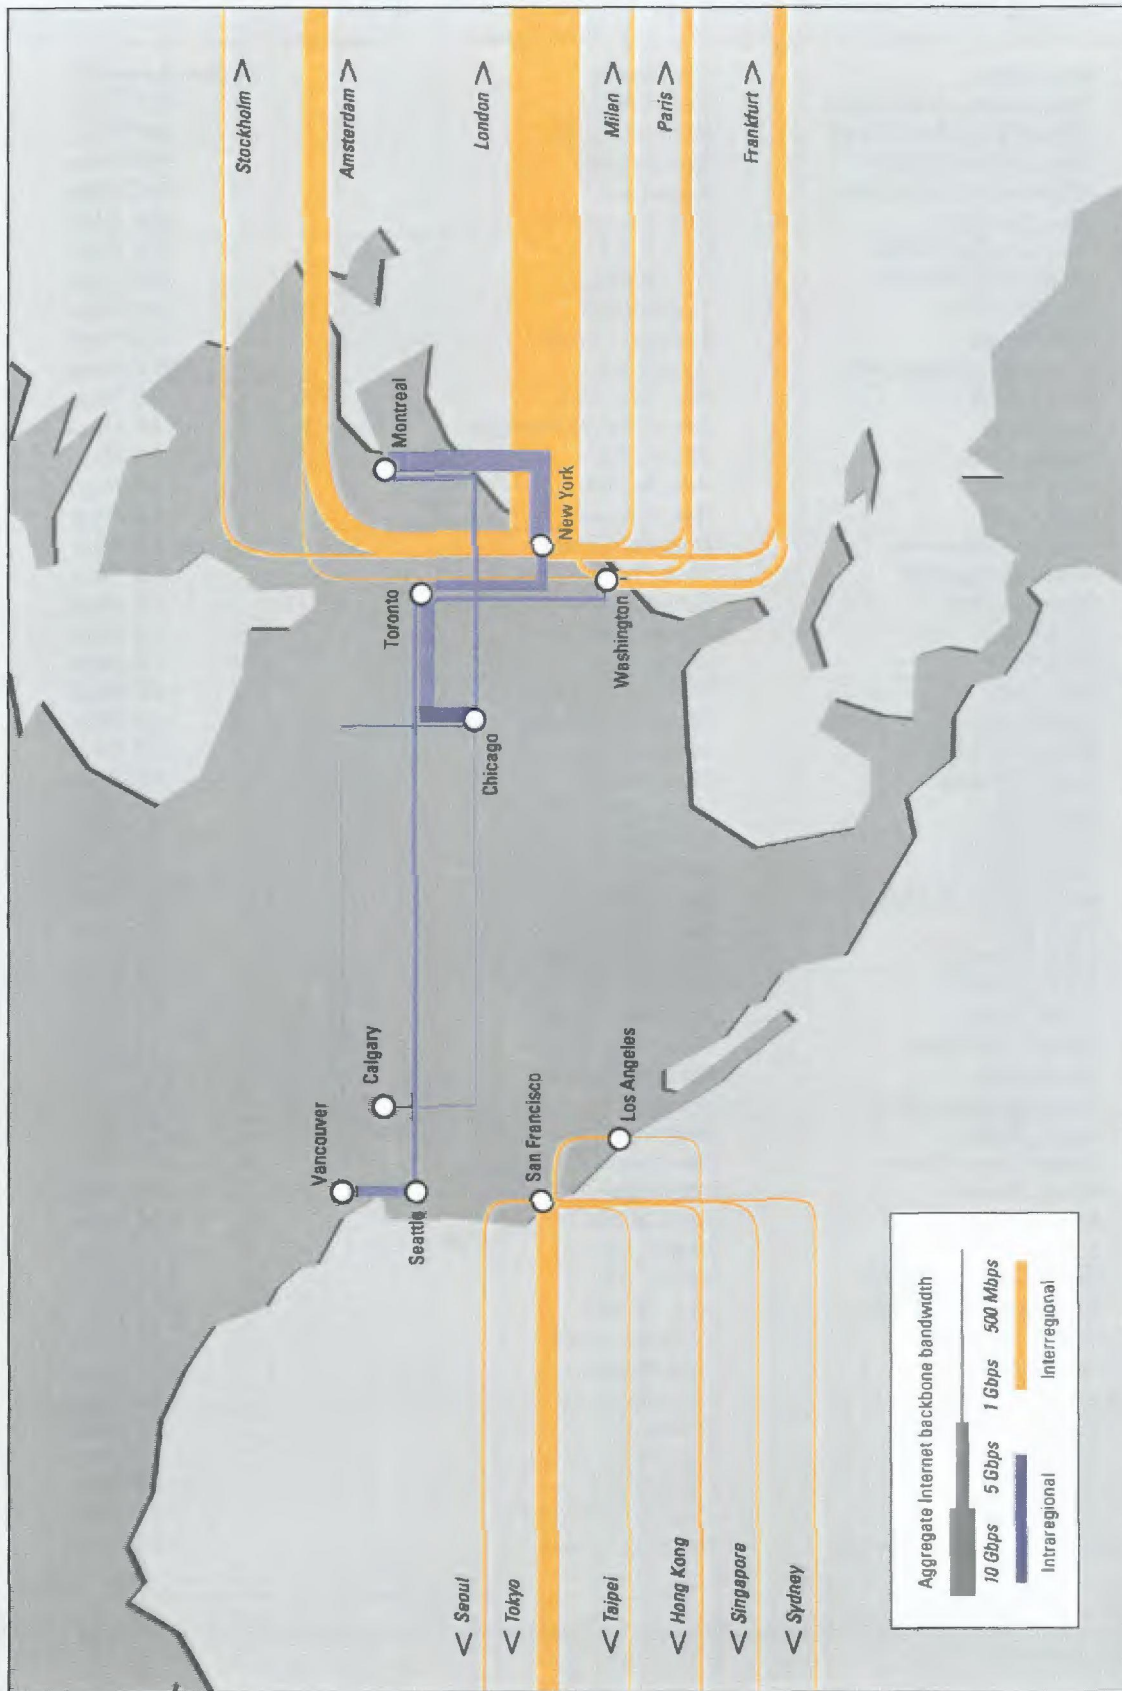 Stockholm >
Amsterdam >
London >
Milan >
Paris >
Frankfurt >
Montreal
New York
Toronto
Washington
Chicago
Calgary
Vancouver
Seattle
San Francisco
Los Angeles
< Seoul
< Tokyo
< Taipei
< Hong Kong
< Singapore
< Sydney
Aggregate Internet backbone bandwidth
10 Gbps 5 Gbps 1 Gbps 500 Mbps
Intraregional Interregional